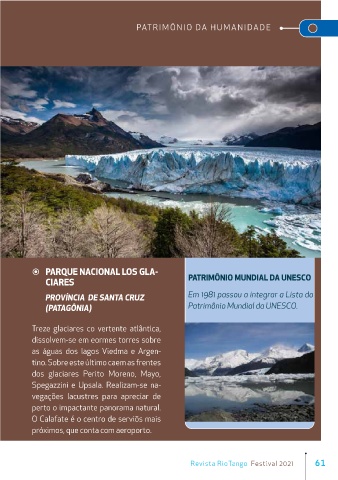 PATRIMÔNIO DA HUMANIDADE
PARQUE NACIONAL LOS GLA-
CIARES
PROVÍNCIA DE SANTA CRUZ
(PATAGÔNIA)
Treze glaciares co vertente atlântica,
dissolvem-se em eormes torres sobre
as águas dos lagos Viedma e Argen-
tino. Sobre este último caem as frentes
dos glaciares Perito Moreno, Mayo,
Spegazzini e Upsala. Realizam-se na-
vegações lacustres para apreciar de
perto o impactante panorama natural.
O Calafate é o centro de serviõs mais
próximos, que conta com aeroporto.
PATRIMÔNIO MUNDIAL DA UNESCO
Em 1981 passou a integrar a Lista do
Patrimônio Mundial da UNESCO.
Revista RioTango Festival 2021 61